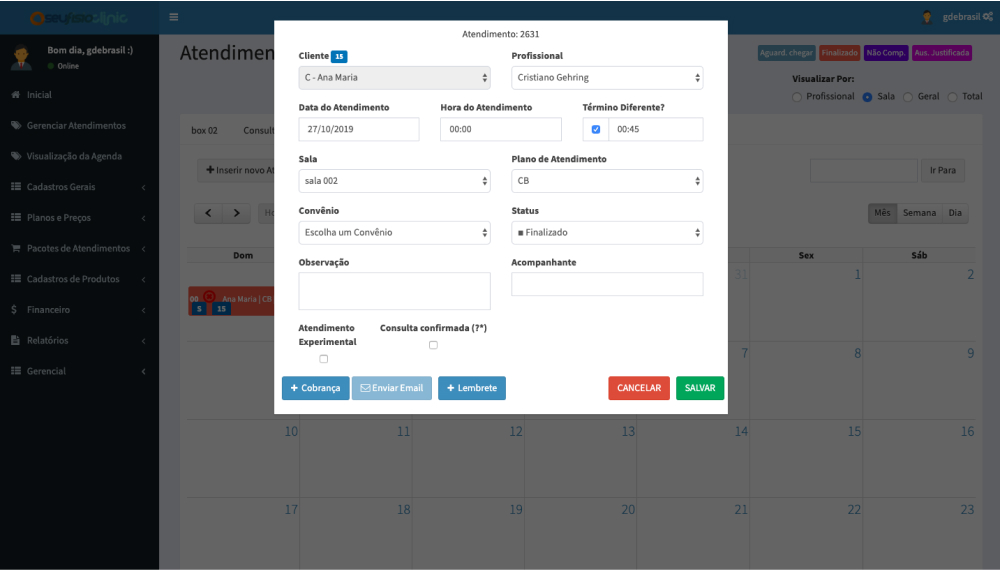 seufisioclinic
gdebrasil
Bom dia, gdebrasil :)
Online
Inicial
Gerenciar Atendimentos
Visualização da Agenda
Cadastros Gerais
Planos e Preços
Pacotes de Atendimentos
Cadastros de Produtos
Financeiro
Relatórios
Gerencial
Atendimen
Aguard. chegar Finalizado Não Comp. Aus. Justificada
Visualizar Por:
Profissional Sala Geral Total
box 02 Consult
+ Inserir novo At
Ir Para
Mês Semana Dia
Dom Sex Sáb
31 1 2
00 Ana Maria | CB
5 15
7 8 9
10 11 12 13 14 15 16
17 18 19 20 21 22 23
Atendimento: 2631
Cliente 15 Profissional
C - Ana Maria Cristiano Gehring
Data do Atendimento Hora do Atendimento Término Diferente?
27/10/2019 00:00 00:45
Sala Plano de Atendimento
sala 002 CB
Convênio Status
Escolha um Convênio Finalizado
Observação Acompanhante
Atendimento Experimental Consulta confirmada (?*)
+ Cobrança Enviar Email + Lembrete CANCELAR SALVAR